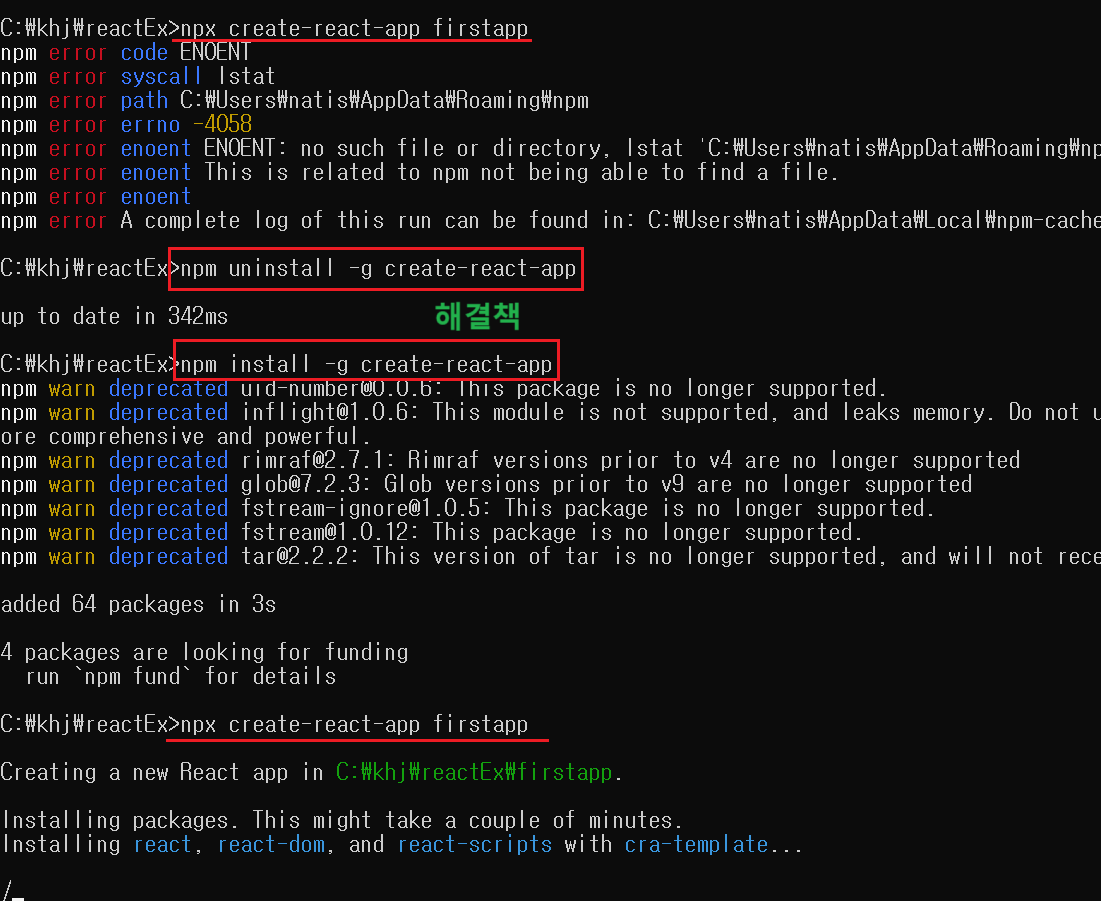 C:\khj\reactEx>npx create-react-app firstapp
npm error code ENOENT
npm error syscall lstat
npm error path C:\Users\natis\AppData\Roaming\npm
npm error errno -4058
npm error enoent ENOENT: no such file or directory, lstat 'C:\Users\natis\AppData\Roaming\np
npm error enoent This is related to npm not being able to find a file.
npm error enoent
npm error A complete log of this run can be found in: C:\Users\natis\AppData\Local\npm-cache
C:\khj\reactEx>npm uninstall -g create-react-app
up to date in 342ms
해결책
C:\khj\reactEx>npm install -g create-react-app
npm warn deprecated uid-number@0.0.6: This package is no longer supported.
npm warn deprecated inflight@1.0.6: This module is not supported, and leaks memory. Do not u
ore comprehensive and powerful.
npm warn deprecated rimraf@2.7.1: Rimraf versions prior to v4 are no longer supported
npm warn deprecated glob@7.2.3: Glob versions prior to v9 are no longer supported
npm warn deprecated fstream-ignore@1.0.5: This package is no longer supported.
npm warn deprecated fstream@1.0.12: This package is no longer supported.
npm warn deprecated tar@2.2.2: This version of tar is no longer supported, and will not rece
added 64 packages in 3s
4 packages are looking for funding
run `npm fund` for details
C:\khj\reactEx>npx create-react-app firstapp
Creating a new React app in C:\khj\reactEx\firstapp.
Installing packages. This might take a couple of minutes.
Installing react, react-dom, and react-scripts with cra-template...
/